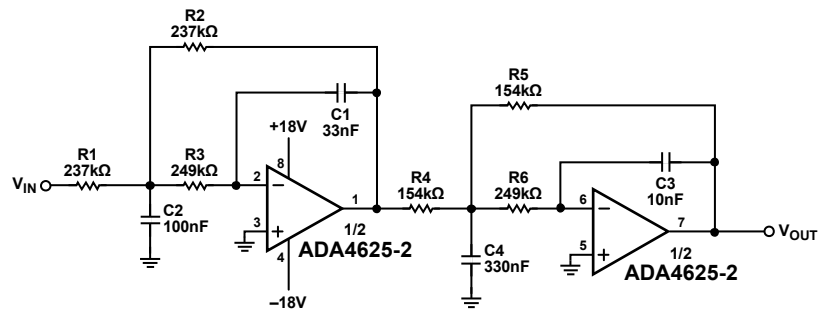 R2
237kΩ
R5
154kΩ
C1
33nF
+18V
R1
237kΩ
R3
249kΩ
8
VIN
2
1
R4
154kΩ
R6
249kΩ
C3
10nF
C2
100nF
3
4
1/2
ADA4625-2
–18V
6
7
VOUT
C4
330nF
5
1/2
ADA4625-2